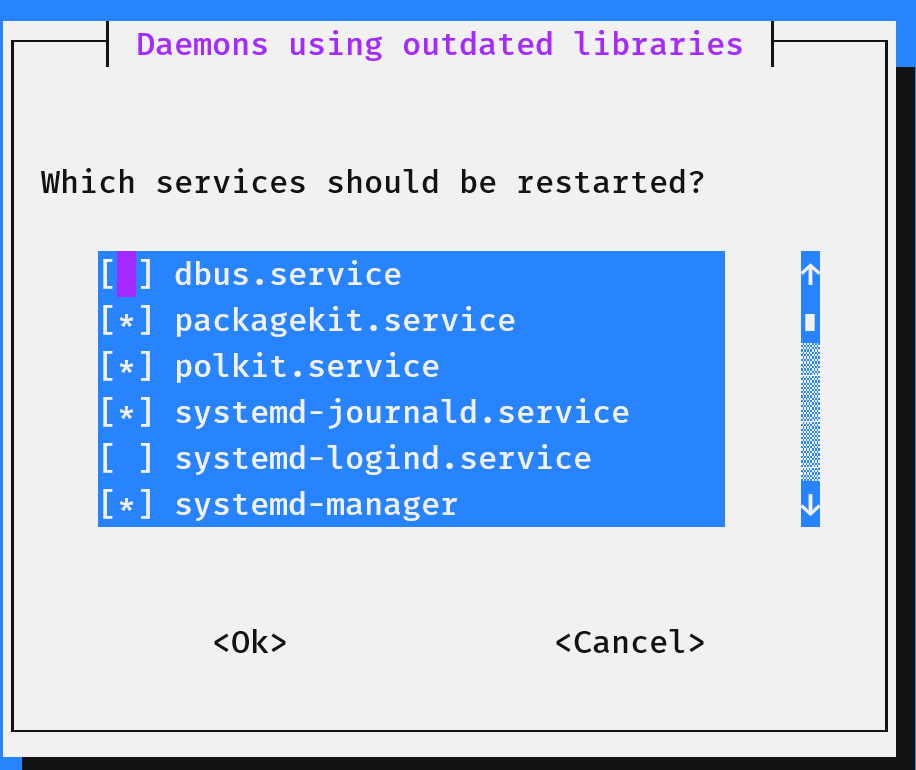 Daemons using outdated libraries
Which services should be restarted?
[ ] dbus.service
[*] packagekit.service
[*] polkit.service
[*] systemd-journald.service
[ ] systemd-logind.service
[*] systemd-manager
<Ok> <Cancel>